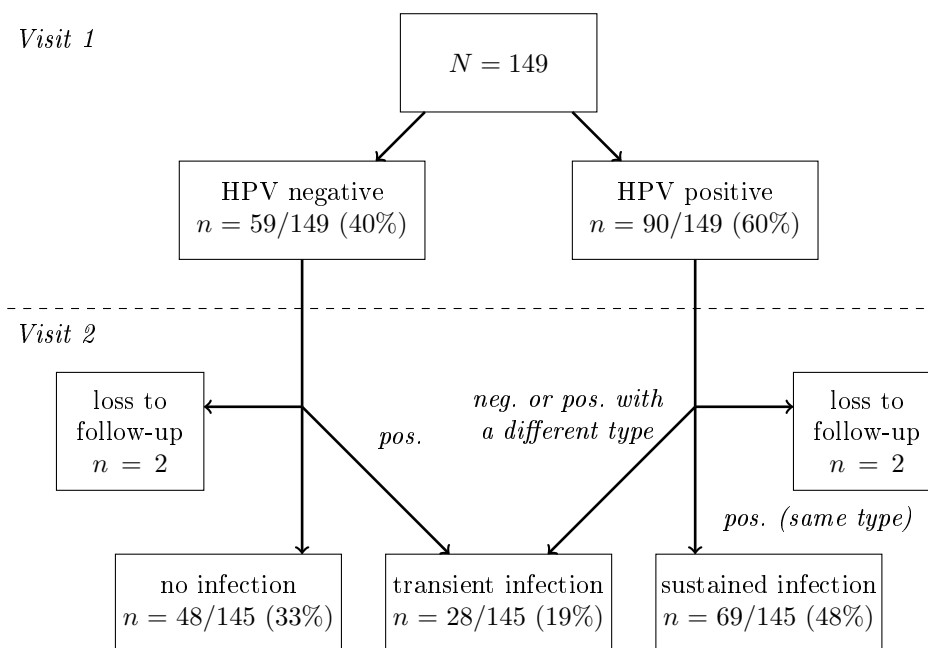 Visit 1
N = 149
HPV negative
n = 59/149 (40%)
HPV positive
n = 90/149 (60%)
Visit 2
loss to
follow-up
n = 2
pos.
neg. or pos. with
a different type
loss to
follow-up
n = 2
pos. (same type)
no infection
n = 48/145 (33%)
transient infection
n = 28/145 (19%)
sustained infection
n = 69/145 (48%)